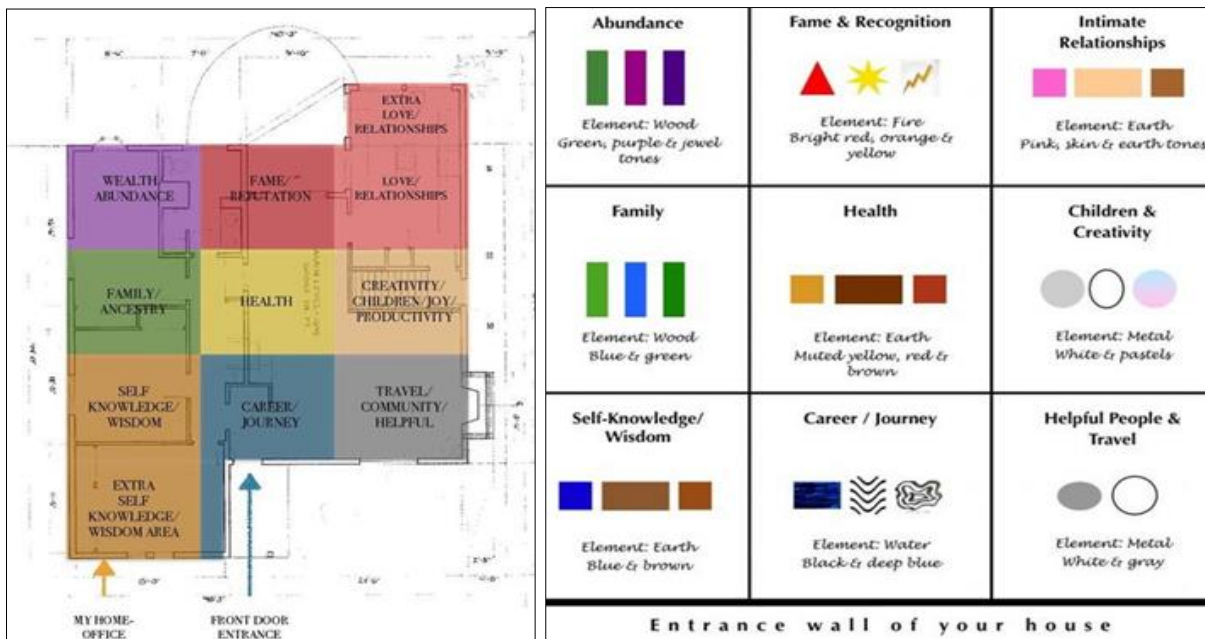 EXTRA
LOVE/
RELATIONSHIPS
WEALTH/
ABUNDANCE
FAME/
REPUTATION
LOVE/
RELATIONSHIPS
FAMILY/
ANCESTRY
HEALTH
CREATIVITY/
CHILDREN/JOY/
PRODUCTIVITY
SELF
KNOWLEDGE/
WISDOM
CAREER/
JOURNEY
TRAVEL/
COMMUNITY/
HELPFUL
EXTRA
SELF
KNOWLEDGE/
WISDOM AREA
MY HOME-
OFFICE
FRONT DOOR
ENTRANCE
Abundance
Element: Wood
Green, purple & jewel
tones
Fame & Recognition
Element: Fire
Bright red, orange &
yellow
Intimate
Relationships
Element: Earth
Pink, skin & earth tones
Family
Element: Wood
Blue & green
Health
Element: Earth
Muted yellow, red &
brown
Children &
Creativity
Element: Metal
White & pastels
Self-Knowledge/
Wisdom
Element: Earth
Blue & brown
Career / Journey
Element: Water
Black & deep blue
Helpful People &
Travel
Element: Metal
White & gray
Entrance wall of your house